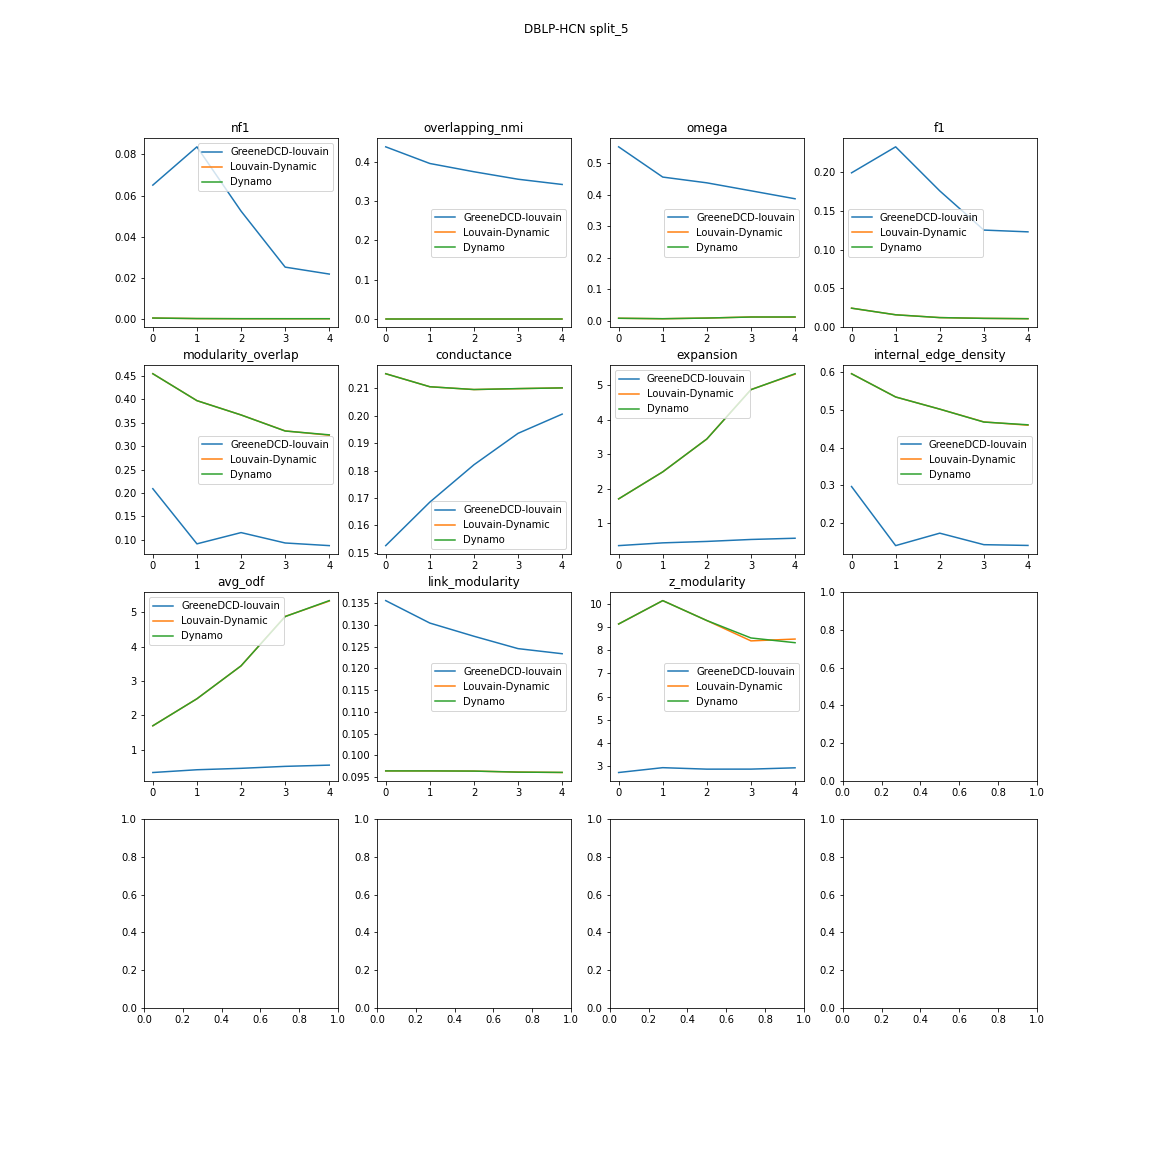 DBLP-HCN split_5
nf1
0.08
0.06
0.04
0.02
0.00
0 1 2 3 4
GreeneDCD-louvain
Louvain-Dynamic
Dynamo
overlapping_nmi
0.4
0.3
0.2
0.1
0.0
0 1 2 3 4
GreeneDCD-louvain
Louvain-Dynamic
Dynamo
omega
0.5
0.4
0.3
0.2
0.1
0.0
0 1 2 3 4
GreeneDCD-louvain
Louvain-Dynamic
Dynamo
f1
0.20
0.15
0.10
0.05
0.00
0 1 2 3 4
GreeneDCD-louvain
Louvain-Dynamic
Dynamo
modularity_overlap
0.45
0.40
0.35
0.30
0.25
0.20
0.15
0.10
0 1 2 3 4
GreeneDCD-louvain
Louvain-Dynamic
Dynamo
conductance
0.21
0.20
0.19
0.18
0.17
0.16
0.15
0 1 2 3 4
GreeneDCD-louvain
Louvain-Dynamic
Dynamo
expansion
5
4
3
2
1
0 1 2 3 4
GreeneDCD-louvain
Louvain-Dynamic
Dynamo
internal_edge_density
0.6
0.5
0.4
0.3
0.2
0 1 2 3 4
GreeneDCD-louvain
Louvain-Dynamic
Dynamo
avg_odf
5
4
3
2
1
0 1 2 3 4
GreeneDCD-louvain
Louvain-Dynamic
Dynamo
link_modularity
0.135
0.130
0.125
0.120
0.115
0.110
0.105
0.100
0.095
0 1 2 3 4
GreeneDCD-louvain
Louvain-Dynamic
Dynamo
z_modularity
10
9
8
7
6
5
4
3
0 1 2 3 4
GreeneDCD-louvain
Louvain-Dynamic
Dynamo
1.0
0.8
0.6
0.4
0.2
0.0
0.0 0.2 0.4 0.6 0.8 1.0
1.0
0.8
0.6
0.4
0.2
0.0
0.0 0.2 0.4 0.6 0.8 1.0
1.0
0.8
0.6
0.4
0.2
0.0
0.0 0.2 0.4 0.6 0.8 1.0
1.0
0.8
0.6
0.4
0.2
0.0
0.0 0.2 0.4 0.6 0.8 1.0
1.0
0.8
0.6
0.4
0.2
0.0
0.0 0.2 0.4 0.6 0.8 1.0